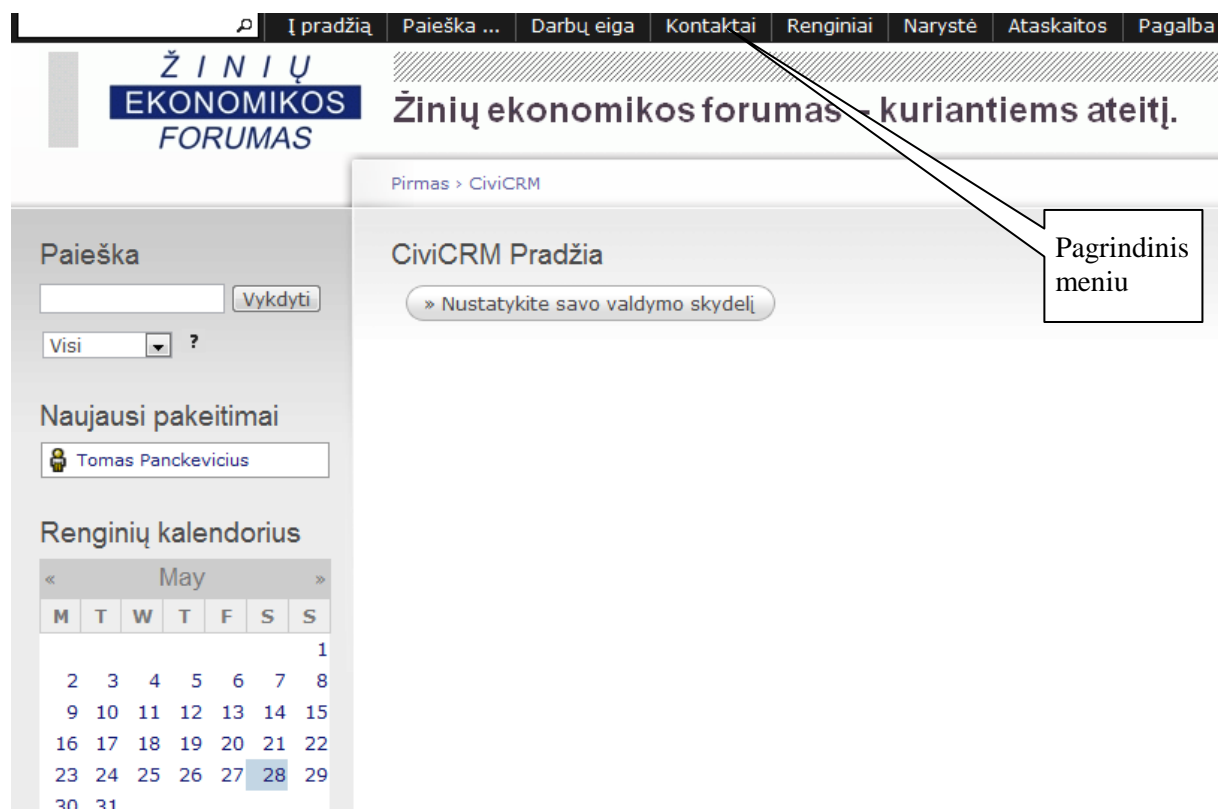 Į pradžią Paieška ... Darbų eiga Kontaktai Renginiai Narystė Ataskaitos Pagalba
ŽINIŲ
EKONOMIKOS
FORUMAS
Žinių ekonomikos forumas – kuriantiems ateitį.
Pirmas › CiviCRM
Paieška
Vykdyti
Visi ?
Naujausi pakeitimai
Tomas Panckevicius
Renginių kalendorius
« May »
M T W T F S S
1
2 3 4 5 6 7 8
9 10 11 12 13 14 15
16 17 18 19 20 21 22
23 24 25 26 27 28 29
30 31
CiviCRM Pradžia
» Nustatykite savo valdymo skydelį
Pagrindinis
meniu